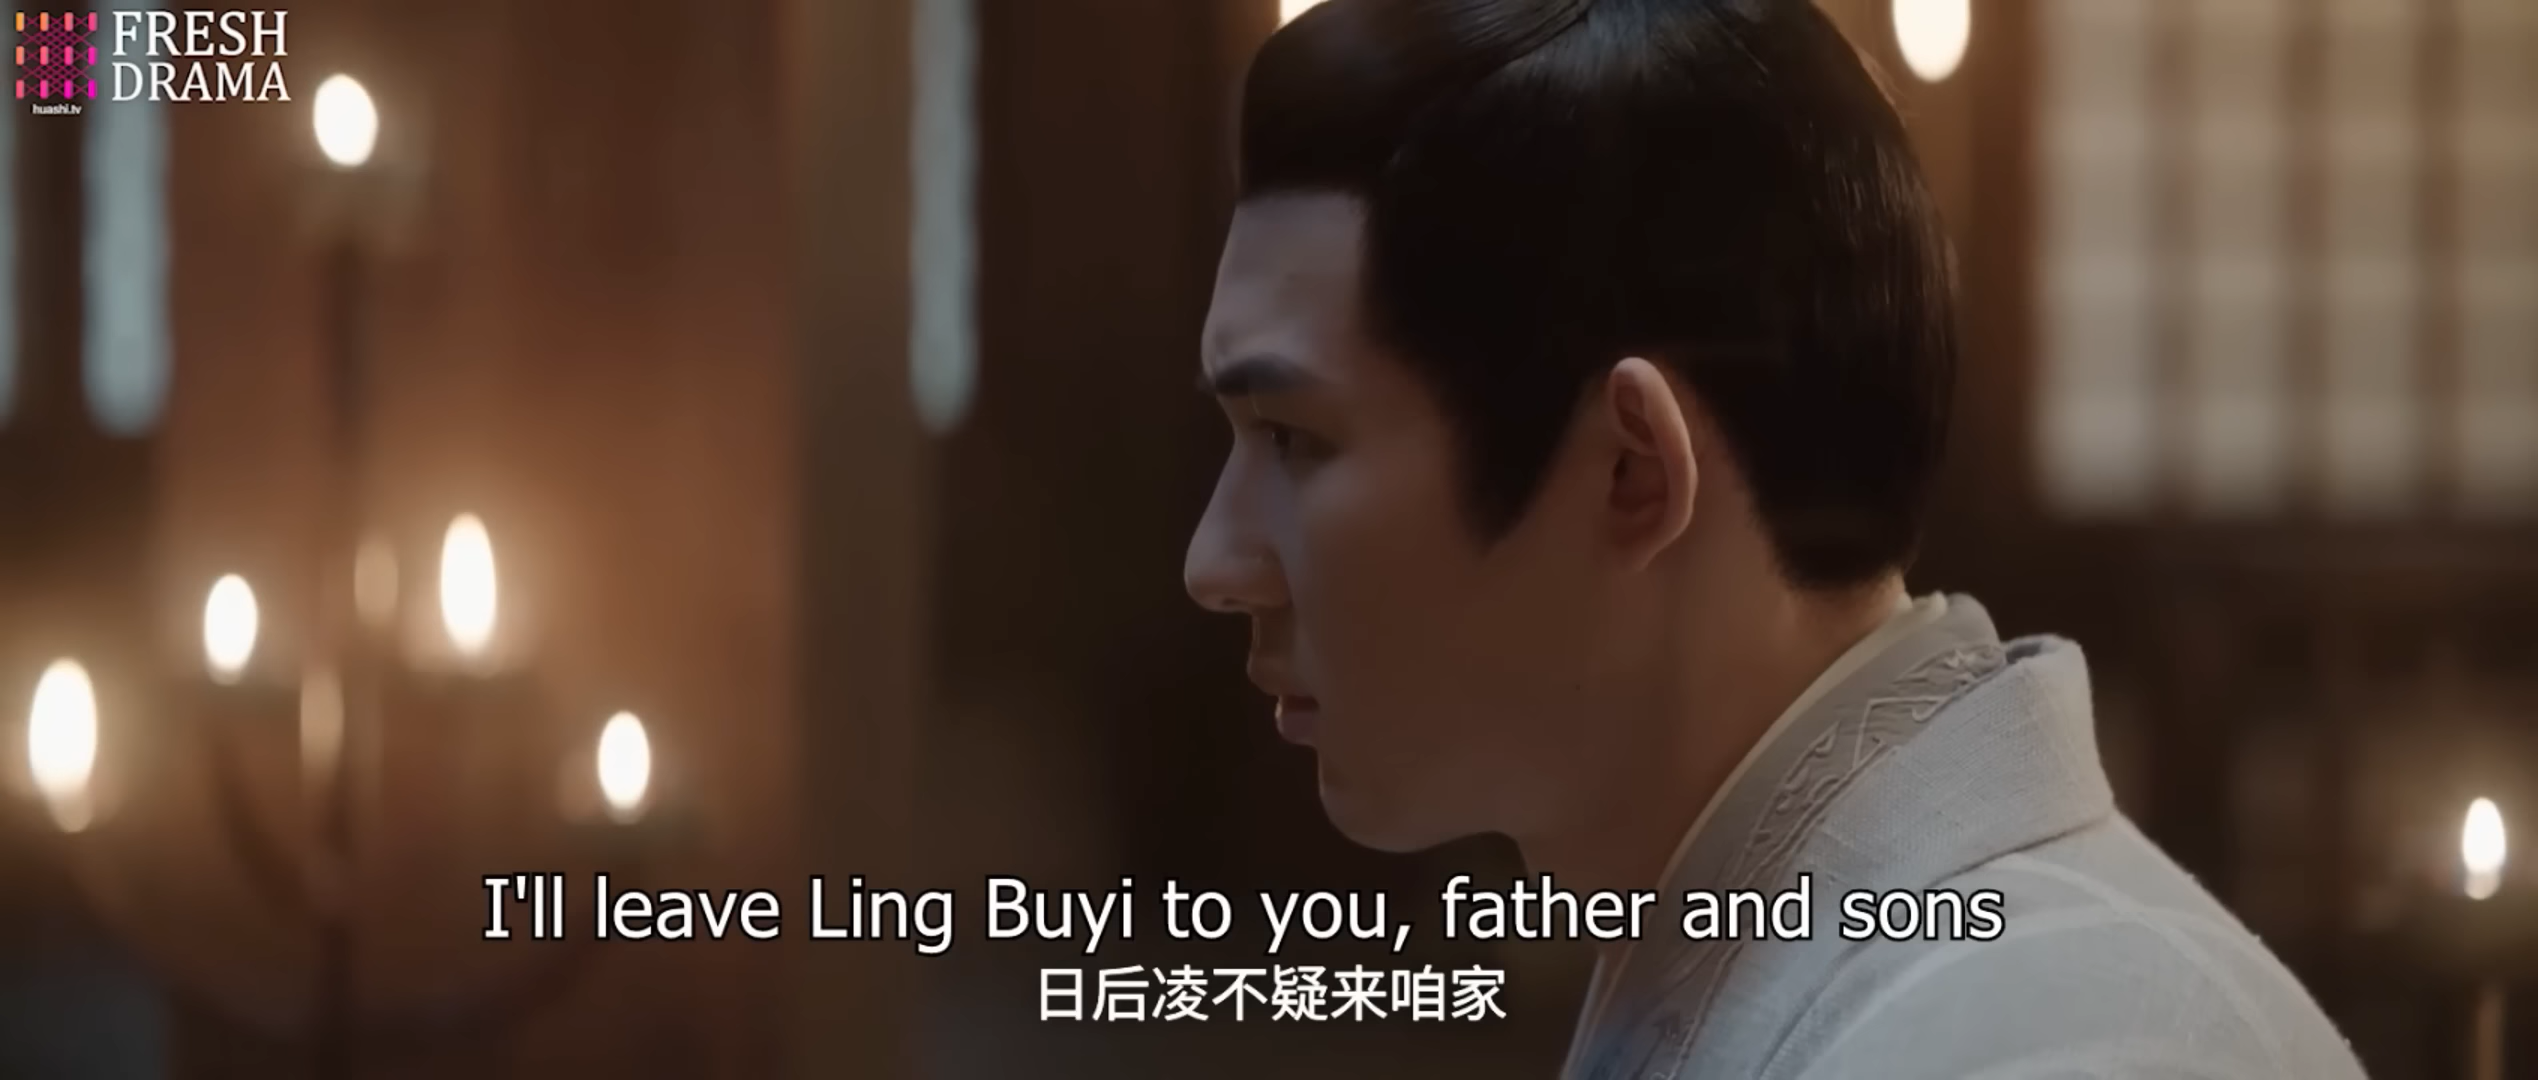 FRESH
DRAMA
huashi.tv
I'll leave Ling Buyi to you, father and sons
日后凌不疑来咱家